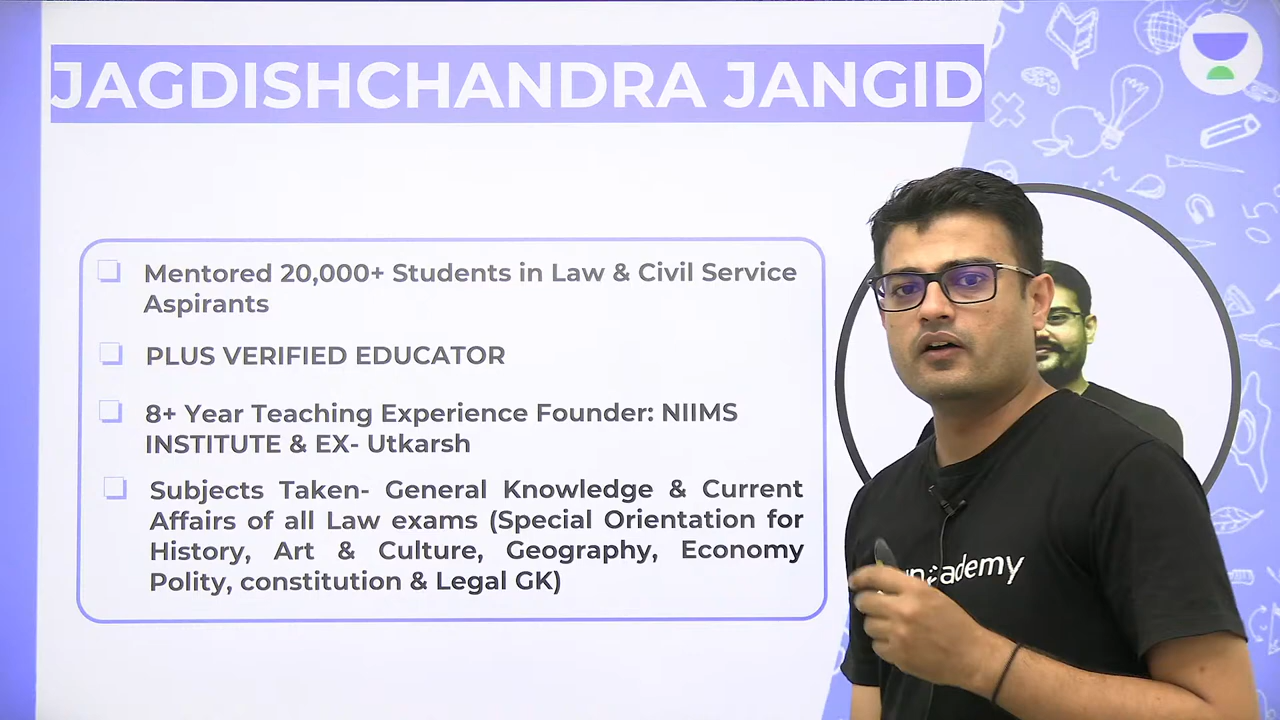 JAGDISHCHANDRA JANGID
Mentored 20,000+ Students in Law & Civil Service
Aspirants
PLUS VERIFIED EDUCATOR
8+ Year Teaching Experience Founder: NIIMS
INSTITUTE & EX- Utkarsh
Subjects Taken- General Knowledge & Current
Affairs of all Law exams (Special Orientation for
History, Art & Culture, Geography, Economy
Polity, constitution & Legal GK)
unacademy